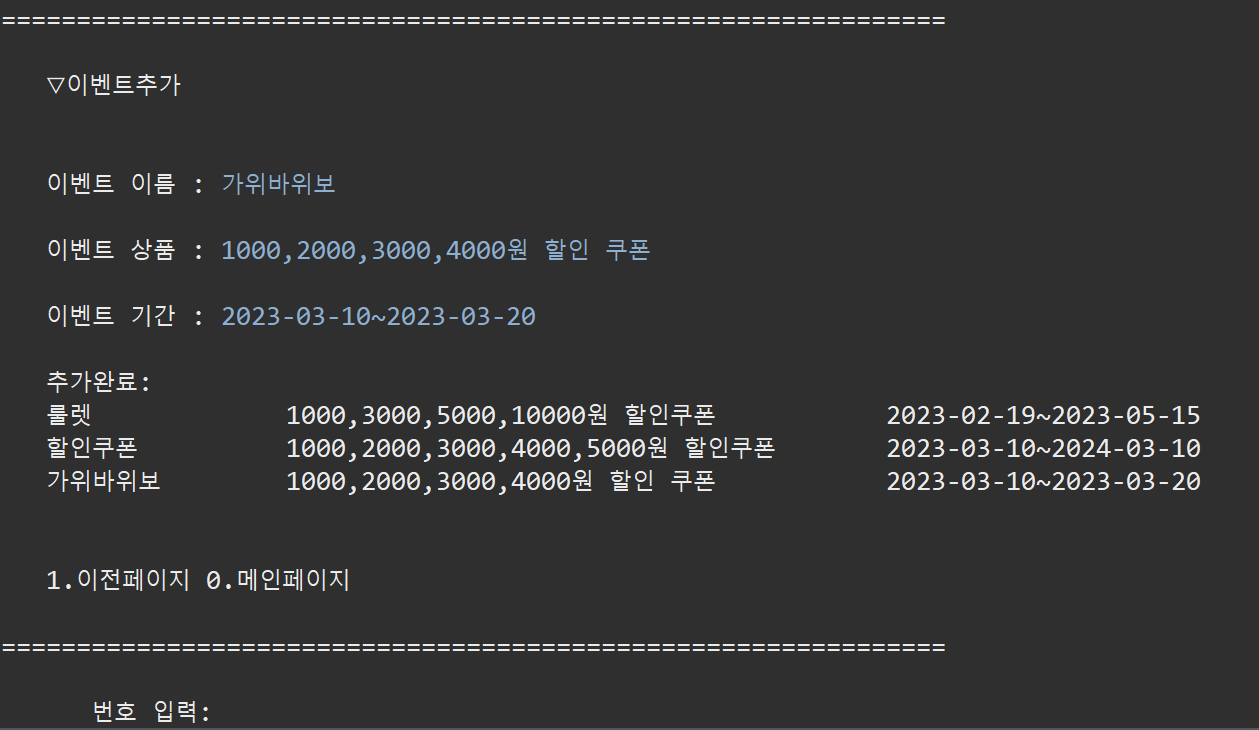 ===============================================================
▽이벤트추가
이벤트 이름 : 가위바위보
이벤트 상품 : 1000,2000,3000,4000원 할인 쿠폰
이벤트 기간 : 2023-03-10~2023-03-20
추가완료:
룰렛 1000,3000,5000,10000원 할인쿠폰 2023-02-19~2023-05-15
할인쿠폰 1000,2000,3000,4000,5000원 할인쿠폰 2023-03-10~2024-03-10
가위바위보 1000,2000,3000,4000원 할인 쿠폰 2023-03-10~2023-03-20
1.이전페이지 0.메인페이지
===============================================================
번호 입력: